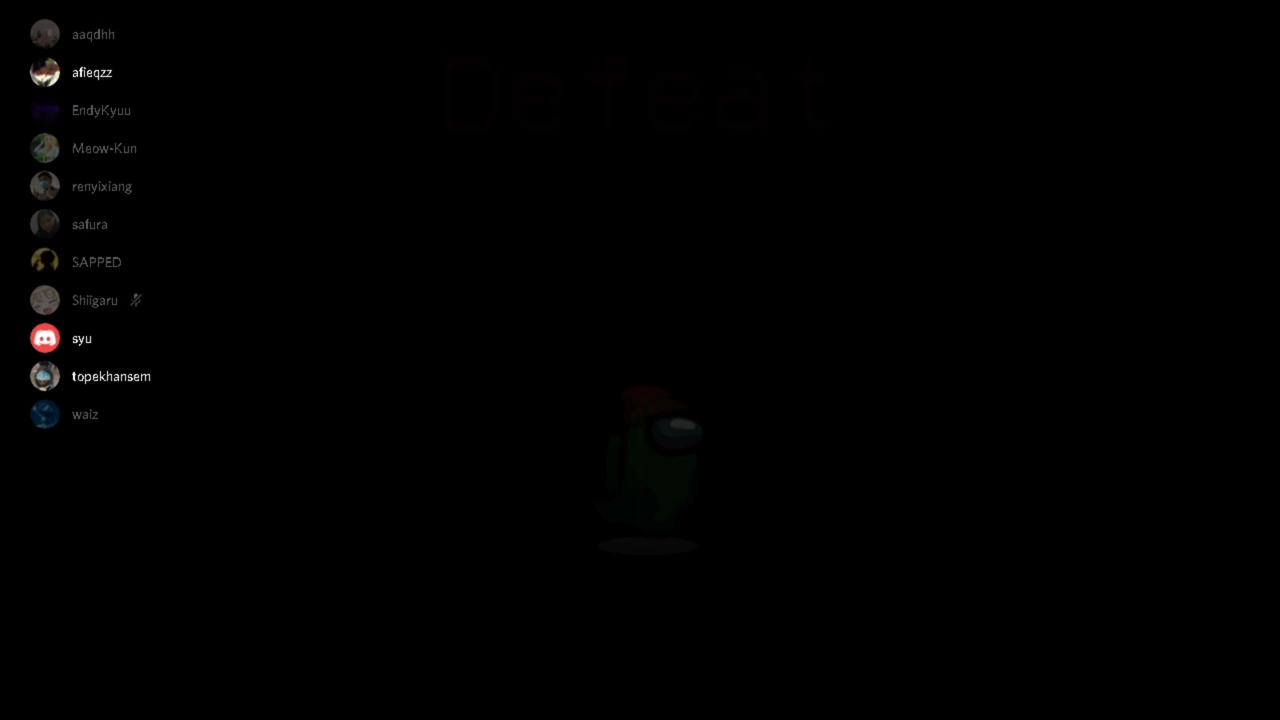 aaqdhh
afieqzz
EndyKyuu
Meow-Kun
renyixiang
safura
SAPPED
Shiigaru
syu
topekhansem
waiz
Defeat